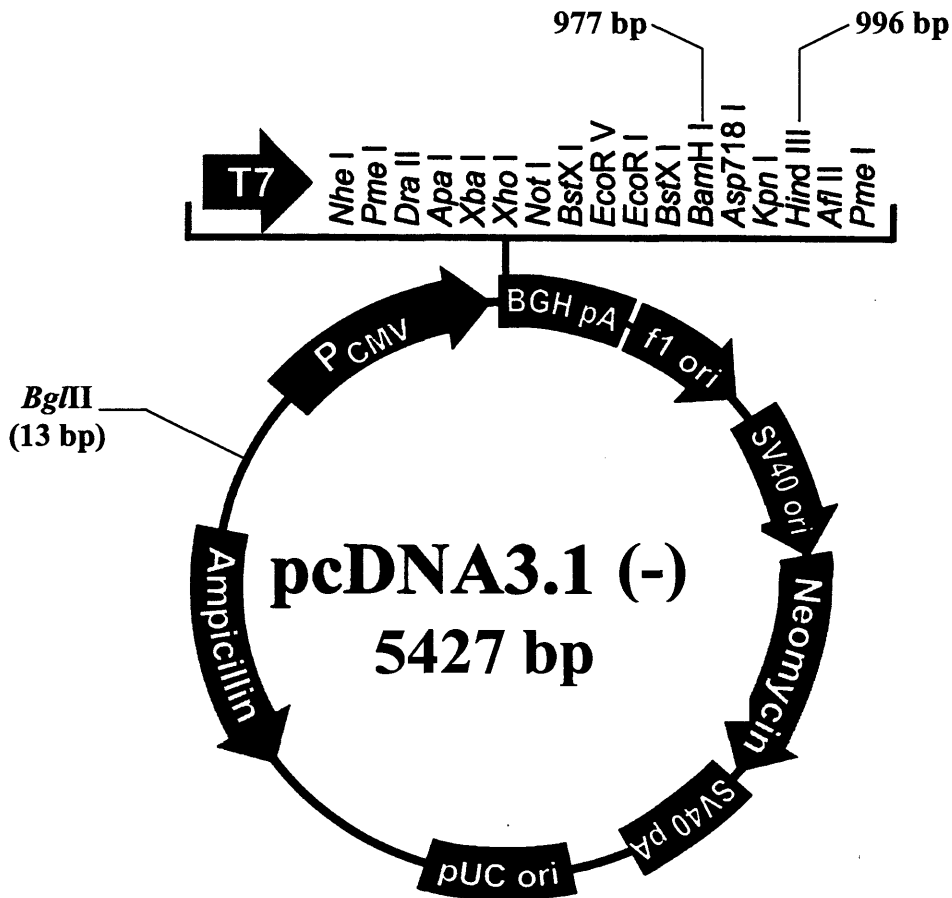 977 bp
996 bp
T7
Nhe I
Pme I
Dra II
Apa I
Xba I
Xho I
Not I
BstX I
EcoR V
EcoR I
BstX I
BamH I
Asp718 I
Kpn I
Hind III
Afl II
Pme I
PCMV
BGH pA
f1 ori
BglII
(13 bp)
SV40 ori
Ampicillin
pcDNA3.1 (-)
5427 bp
Neomycin
SV40 pA
pUC ori